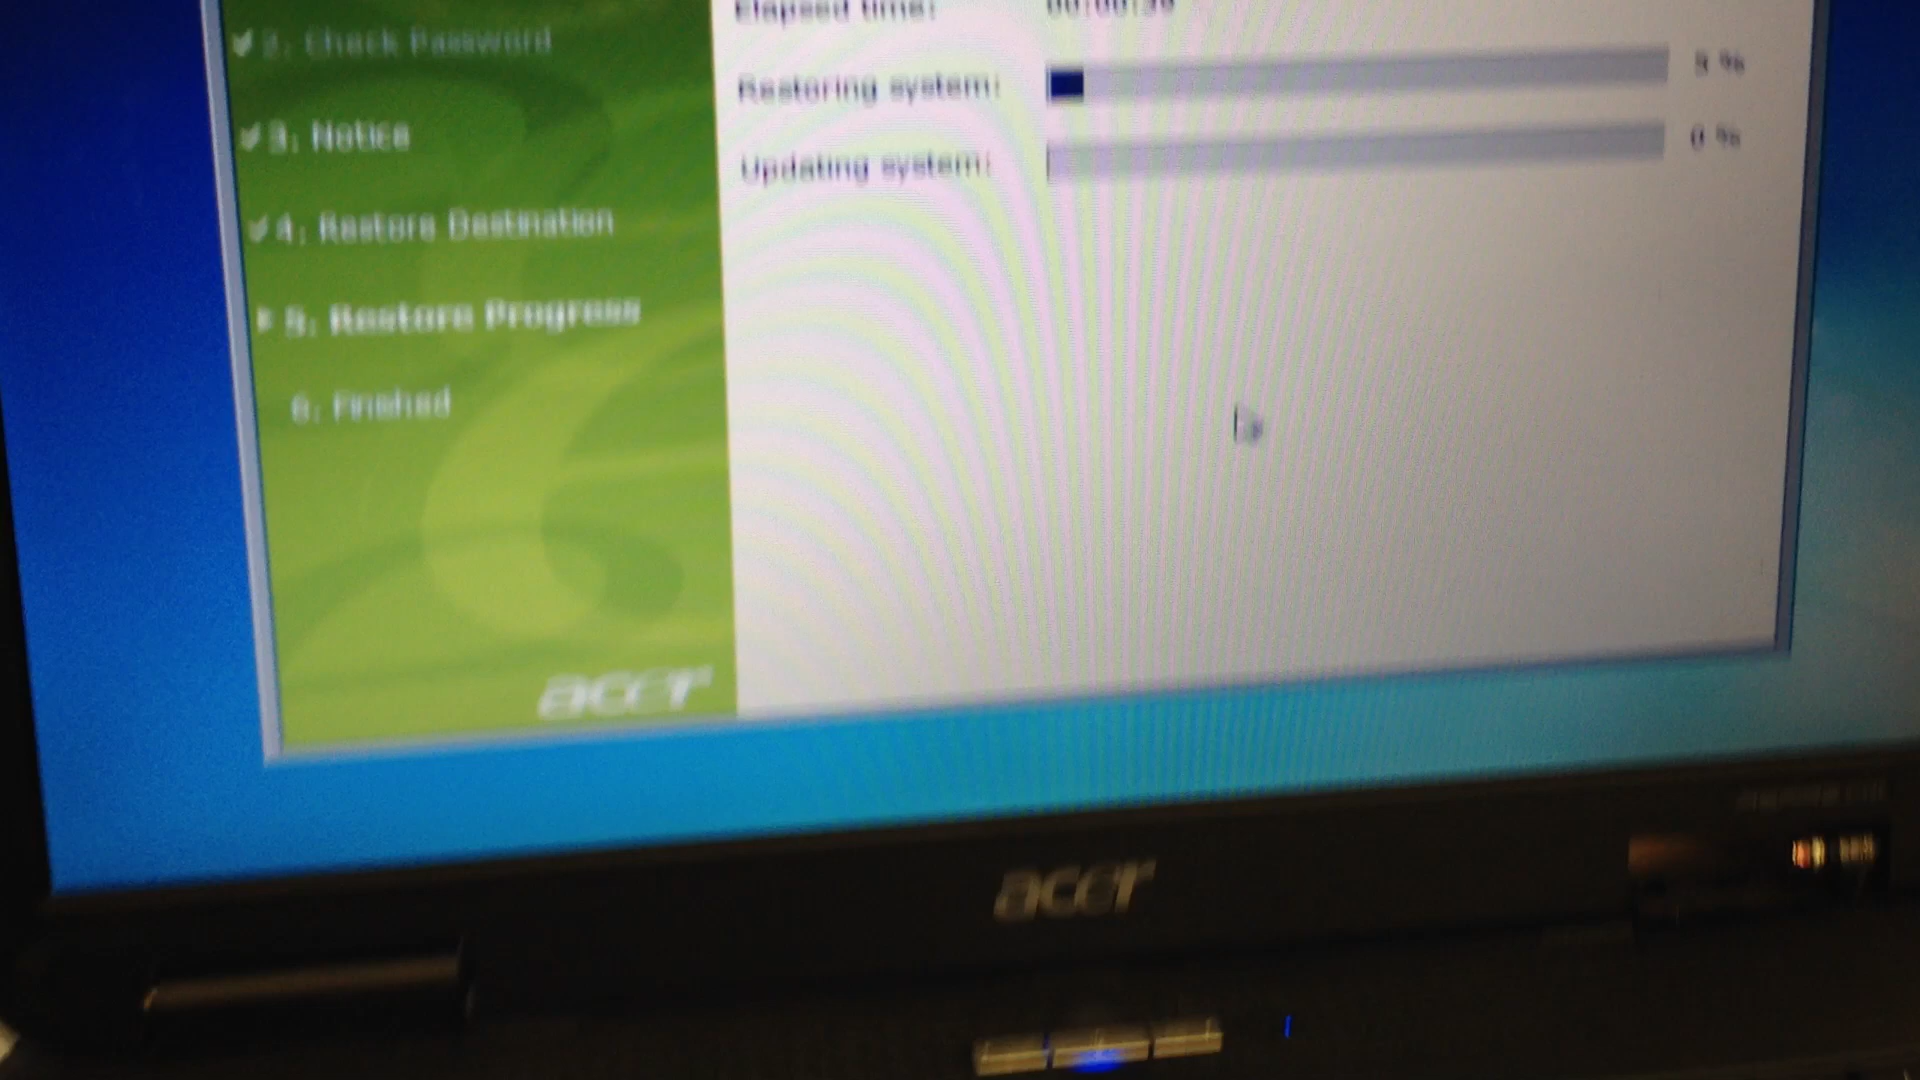 Elapsed time:
Restoring system: 5 %
Updating system: 0 %
2. Check Password
3. Notice
4. Restore Destination
5. Restore Progress
6. Finished
acer
acer